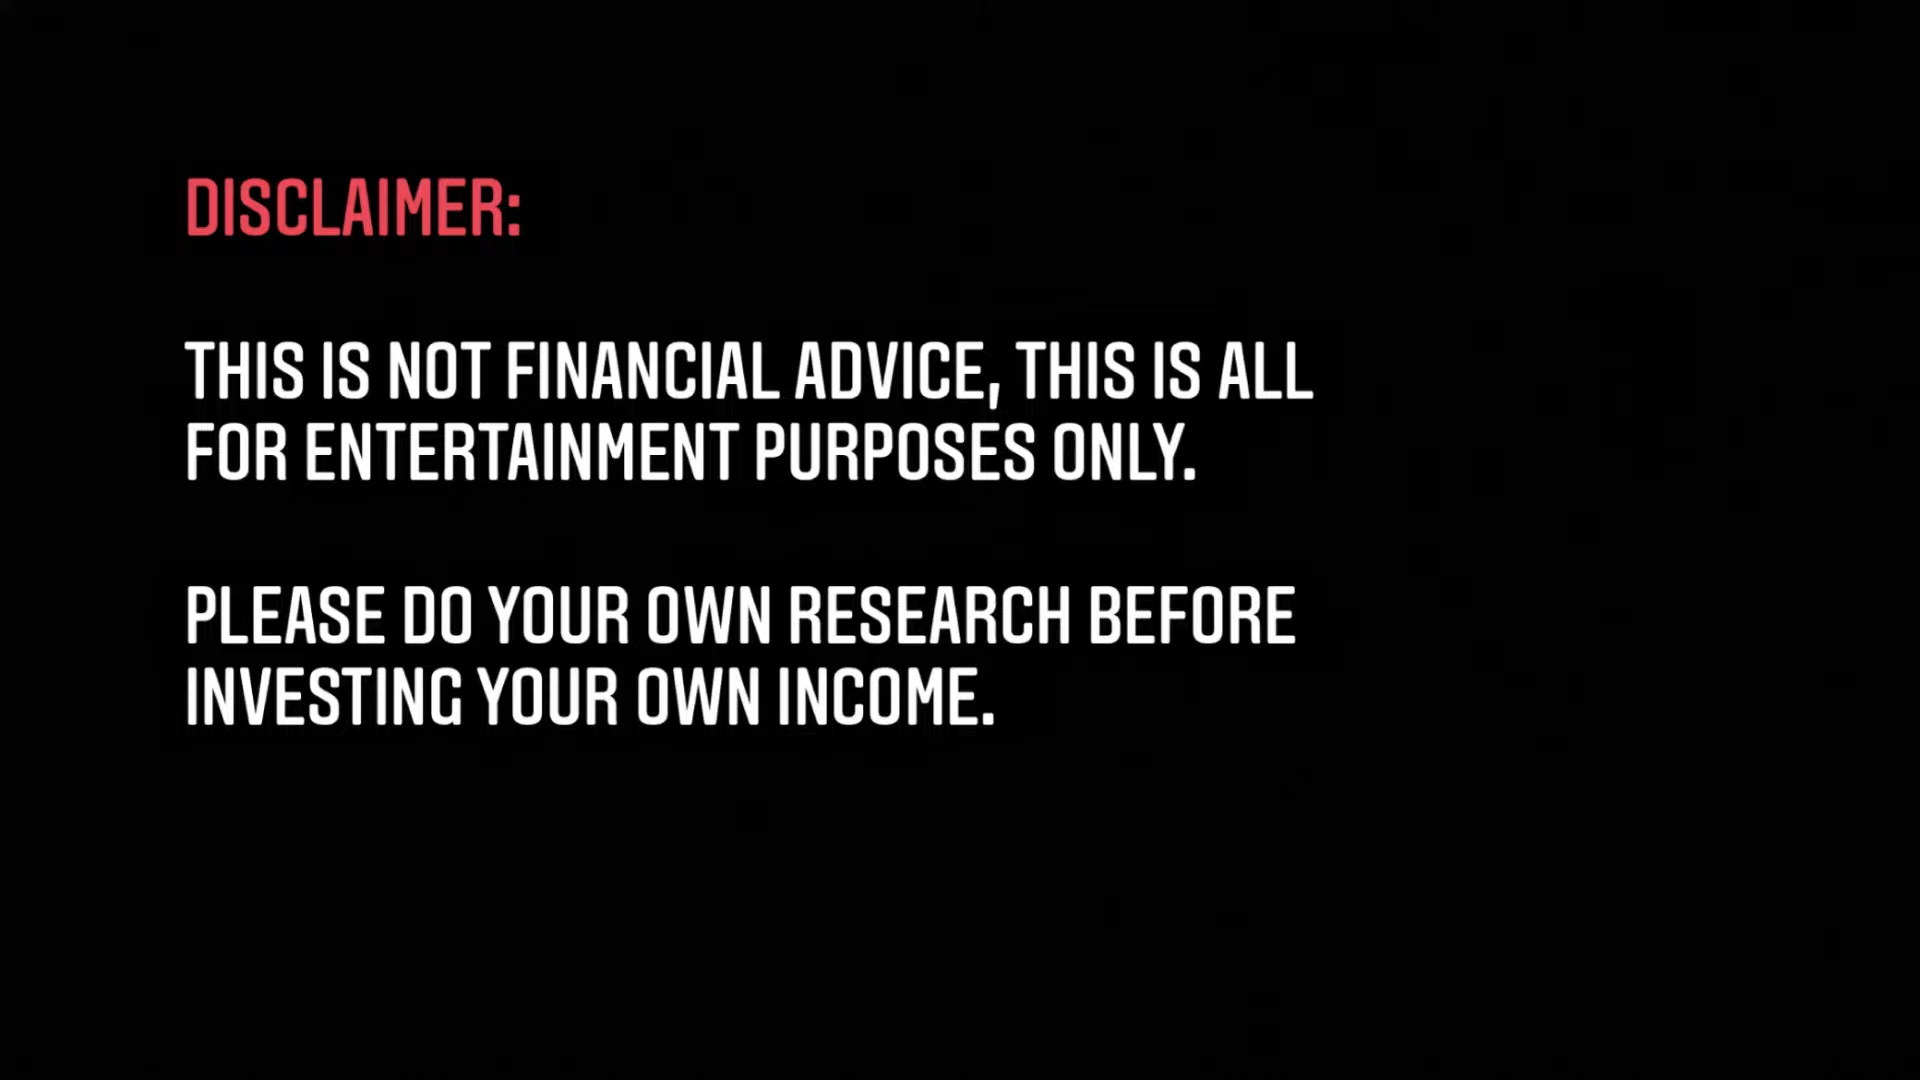 DISCLAIMER:
THIS IS NOT FINANCIAL ADVICE, THIS IS ALL
FOR ENTERTAINMENT PURPOSES ONLY.
PLEASE DO YOUR OWN RESEARCH BEFORE
INVESTING YOUR OWN INCOME.